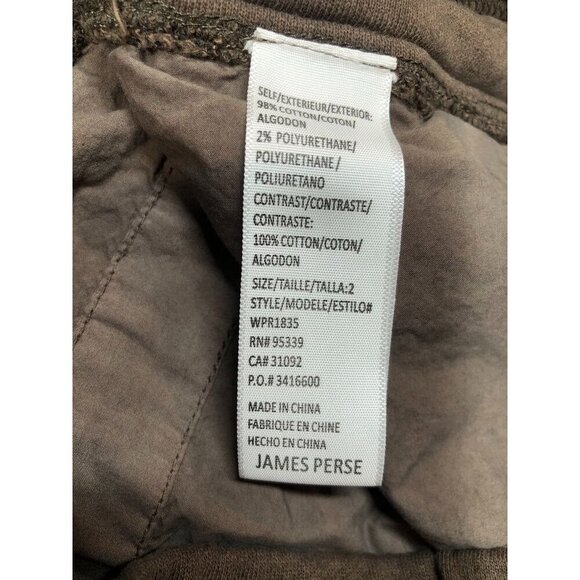 SELF/EXTERIEUR/EXTERIOR:
98% COTTON/COTON/
ALGODON
2% POLYURETHANE/
POLYURETHANE/
POLIURETANO
CONTRAST/CONTRASTE/
CONTRASTE:
100% COTTON/COTON/
ALGODON
SIZE/TAILLE/TALLA:2
STYLE/MODELE/ESTILO#
WPR1835
RN# 95339
CA# 31092
P.O.# 3416600
MADE IN CHINA
FABRIQUE EN CHINE
HECHO EN CHINA
JAMES PERSE